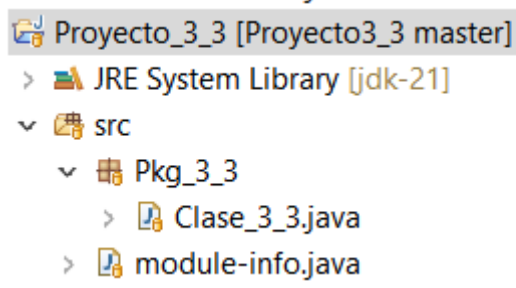 Proyecto_3_3 [Proyecto3_3 master]
JRE System Library [jdk-21]
src
Pkg_3_3
Clase_3_3.java
module-info.java